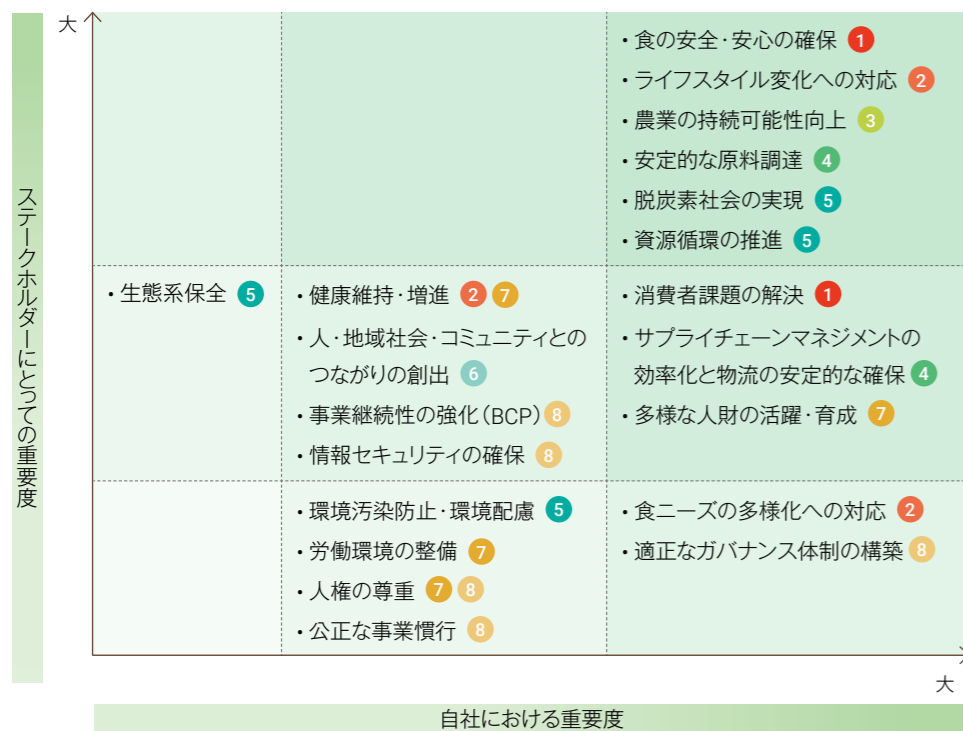 大
ステークホルダーにとっての重要度
・食の安全・安心の確保 1
・ライフスタイル変化への対応 2
・農業の持続可能性向上 3
・安定的な原料調達 4
・脱炭素社会の実現 5
・資源循環の推進 5
・生態系保全 5
・健康維持・増進 2 7
・人・地域社会・コミュニティとの
つながりの創出 6
・事業継続性の強化（BCP） 8
・情報セキュリティの確保 8
・消費者課題の解決 1
・サプライチェーンマネジメントの
効率化と物流の安定的な確保 4
・多様な人財の活躍・育成 7
・環境汚染防止・環境配慮 5
・労働環境の整備 7
・人権の尊重 7 8
・公正な事業慣行 8
・食ニーズの多様化への対応 2
・適正なガバナンス体制の構築 8
大
自社における重要度